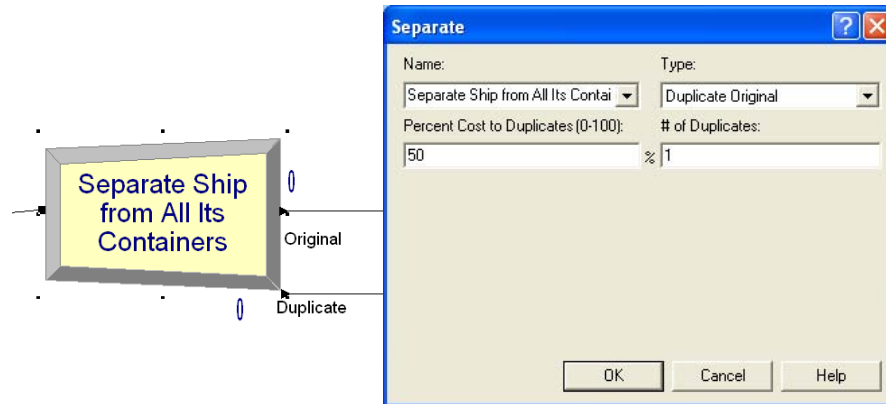 Separate Ship
from All Its
Containers
0
Original
0
Duplicate
Separate
Name:
Type:
Separate Ship from All Its Contai
Duplicate Original
Percent Cost to Duplicates (0-100):
# of Duplicates:
50
%
1
OK
Cancel
Help